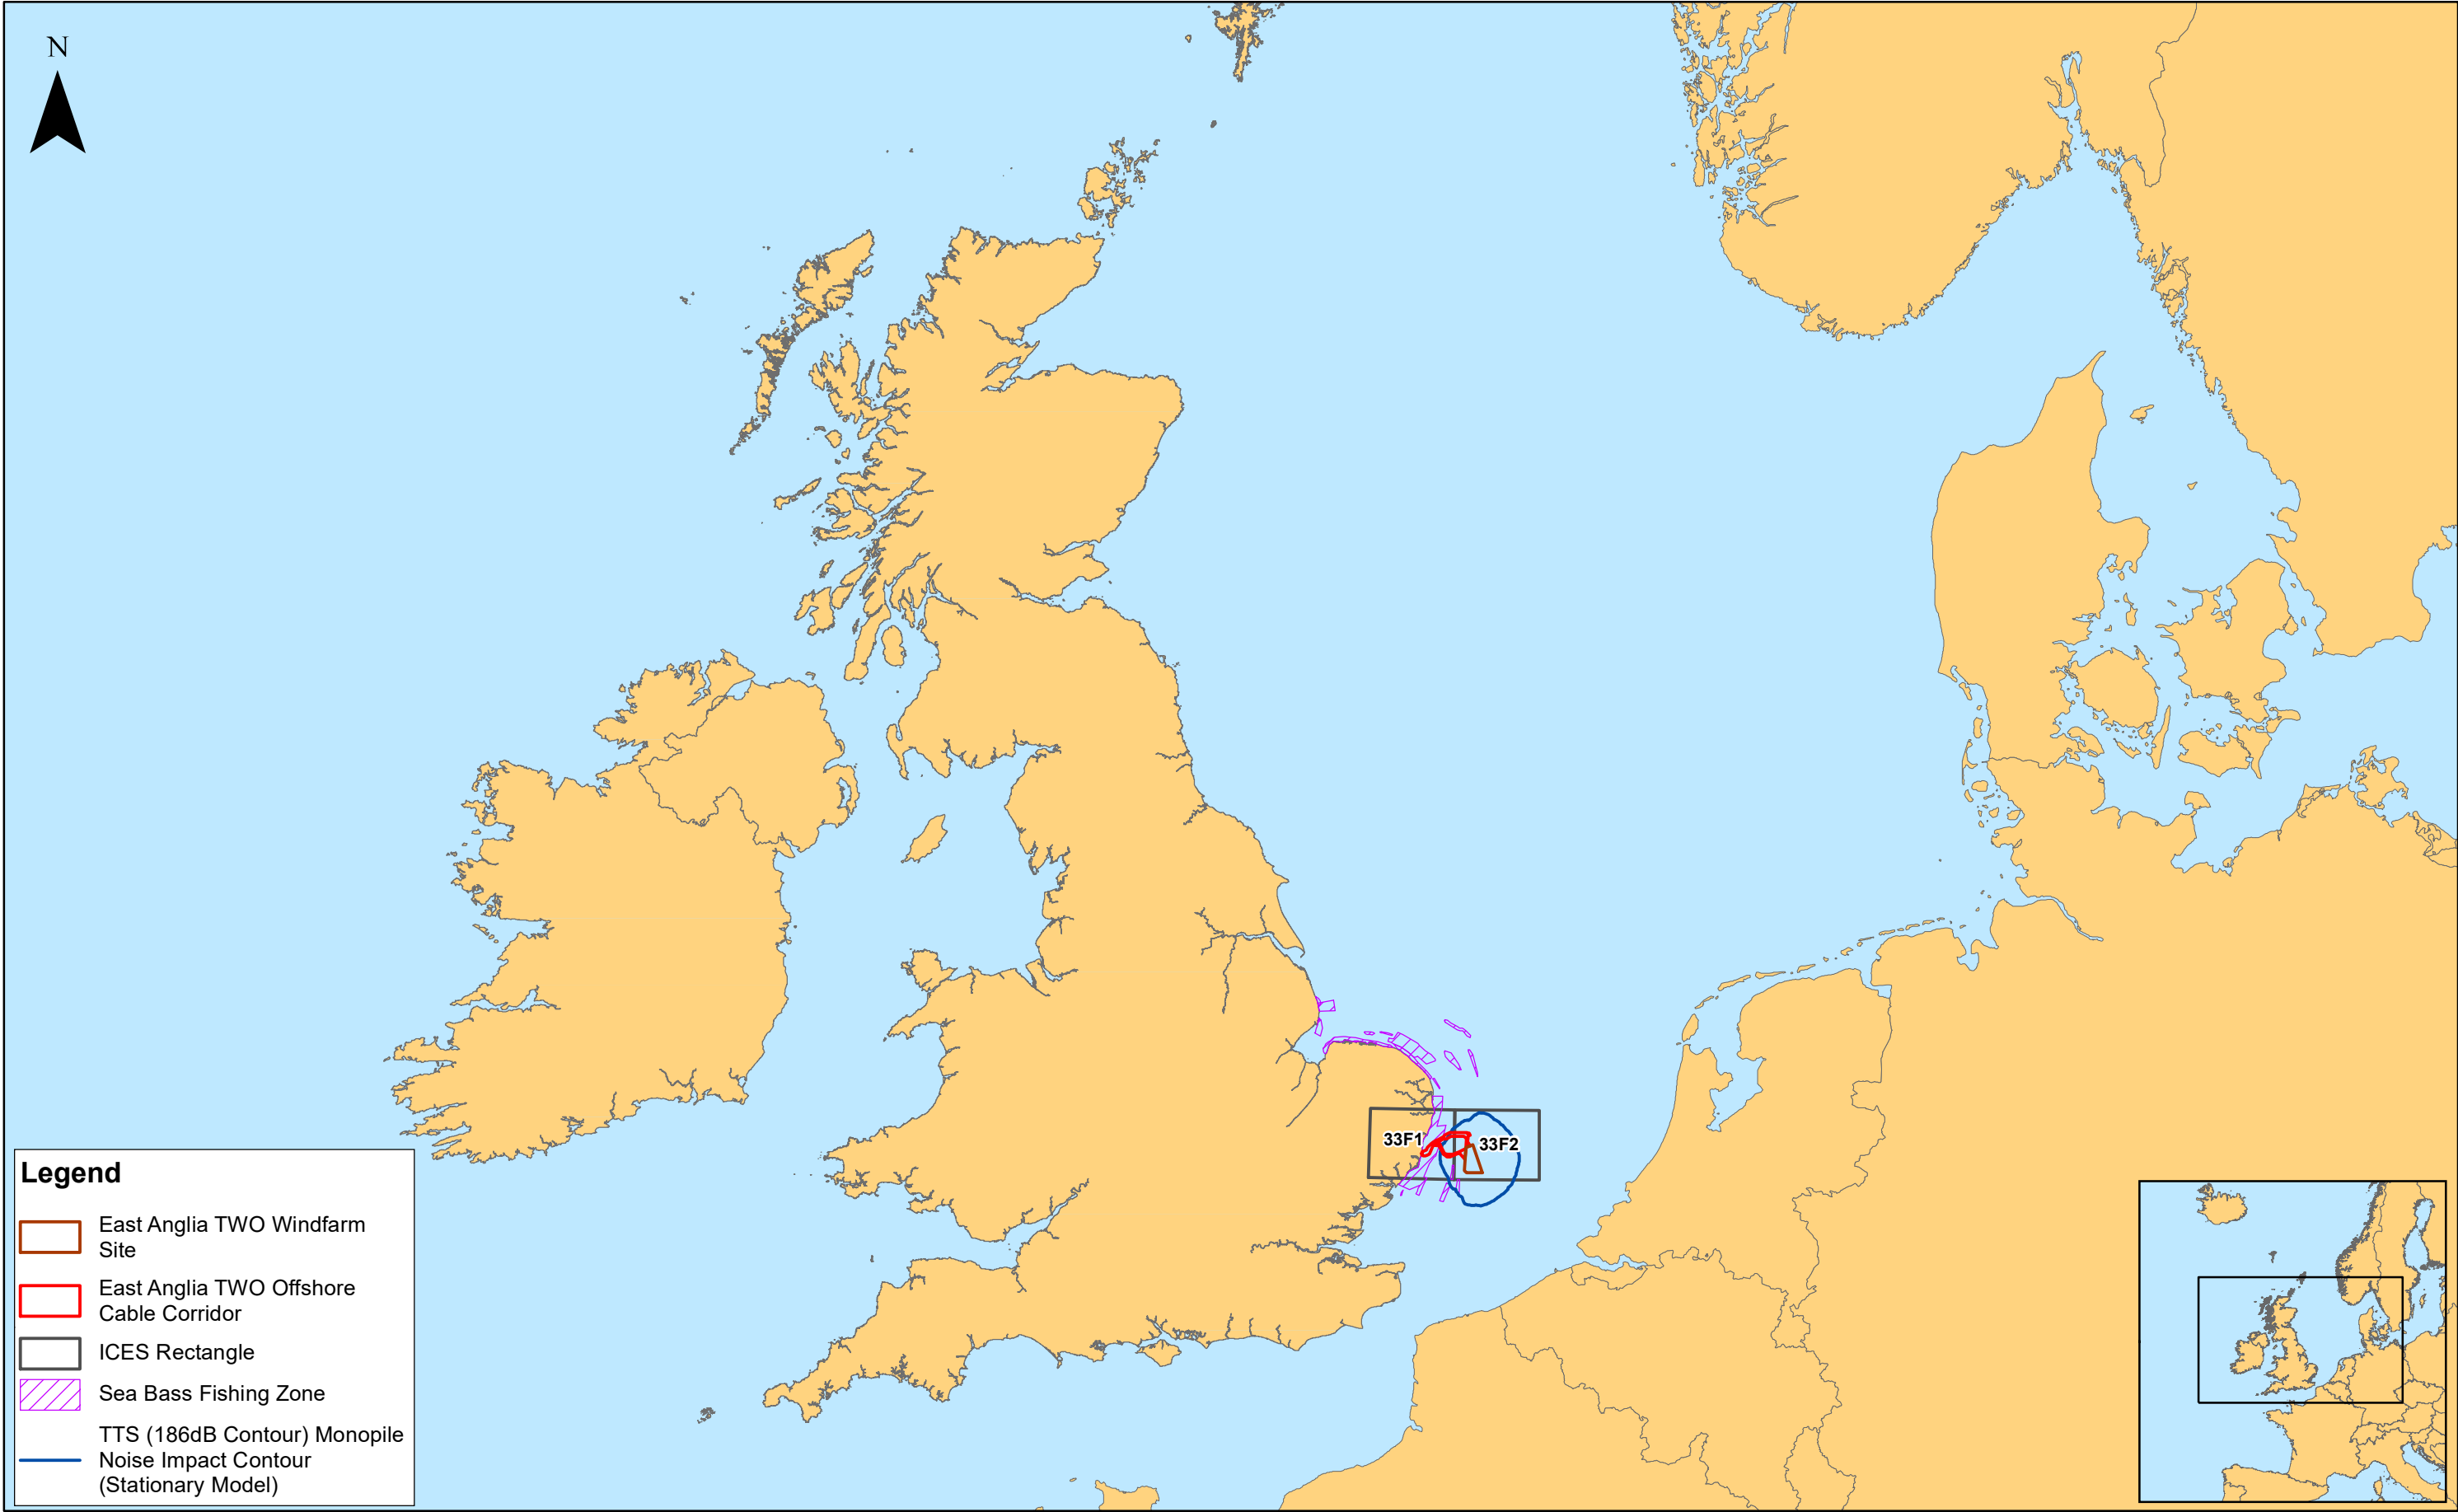 N
33F1
33F2
Legend
East Anglia TWO Windfarm
Site
East Anglia TWO Offshore
Cable Corridor
ICES Rectangle
Sea Bass Fishing Zone
TTS (186dB Contour) Monopile
Noise Impact Contour
(Stationary Model)